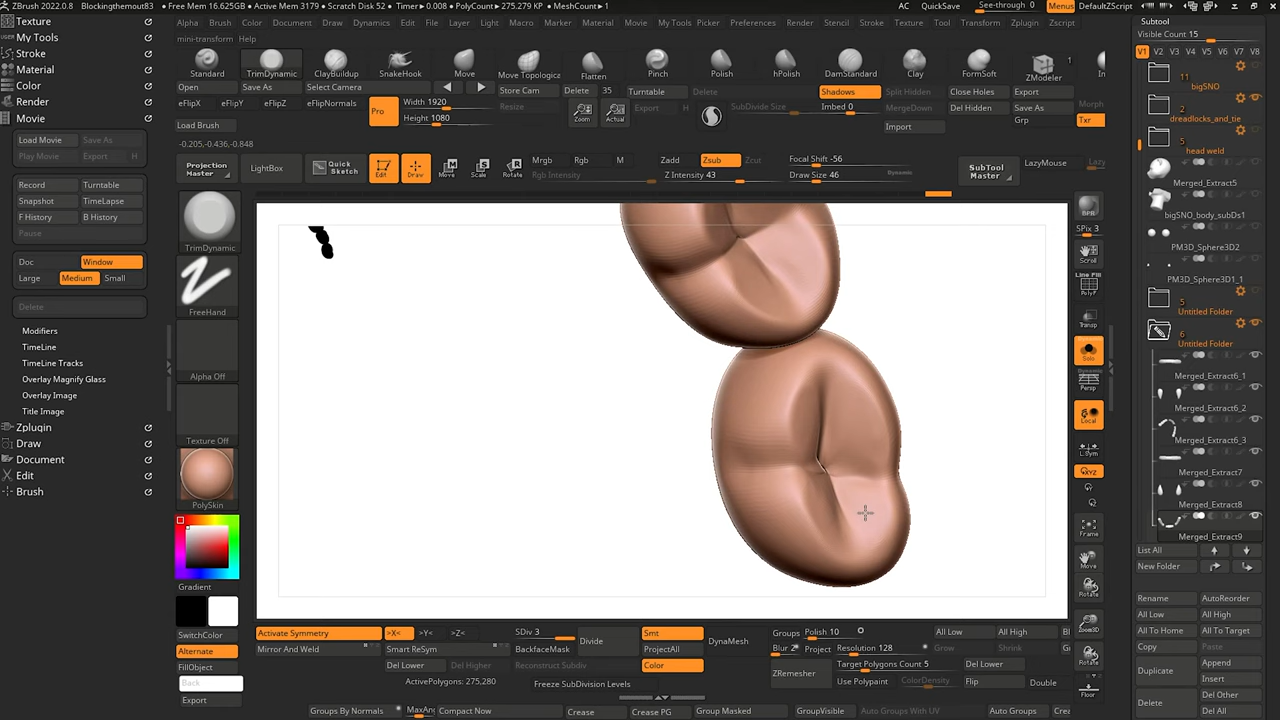 ZBrush 2022.0.8 Blockingthemout83 • Free Mem 16.625GB • Active Mem 3179 • Scratch Disk 52 • Timer▸0.008 • PolyCount▸275.279 KP • MeshCount▸1 AC QuickSave See-through 0 Menus DefaultZScript
Alpha Brush Color Document Draw Dynamics Edit File Layer Light Macro Marker Material Movie My Tools Picker Preferences Render Stencil Stroke Surface Texture Tool Transform Zplugin Zscript
mini-transform Help
Texture
My Tools
Stroke
Material
Color
Render
Movie
Load Movie Save As
Play Movie Export H
Record Turntable
Snapshot TimeLapse
F History B History
Pause
Doc Window
Large Medium Small
Delete
Modifiers
TimeLine
TimeLine Tracks
Overlay Magnify Glass
Overlay Image
Title Image
Zplugin
Draw
Document
Edit
Brush
Standard TrimDynamic ClayBuildup SnakeHook Move Move Topologica Flatten Pinch Polish hPolish DamStandard Clay FormSoft ZModeler 1
Open Save As Select Camera Store Cam Delete 35 Turntable Delete Shadows Split Hidden Close Holes Export
eFlipX eFlipY eFlipZ eFlipNormals Pro Width 1920 Height 1080 Resize Zoom Actual Export H SubDivide Size Imbed 0 MergeDown Del Hidden Save As Morph
Grp Txr
Load Brush Import
-0.205,-0.436,-0.848
Projection Master LightBox Quick Sketch Edit Draw Move Scale Rotate Mrgb Rgb M Zadd Zsub Zcut Focal Shift -56 SubTool Master LazyMouse
Rgb Intensity Z Intensity 43 Draw Size 46 Dynamic
TrimDynamic
FreeHand
Alpha Off
Texture Off
PolySkin
Gradient
SwitchColor
Alternate
FillObject
Back
Export
BPR
SPix 3
Scroll
Line Fill
PolyF
Transp
Solo
Dynamic
Persp
Local
L.Sym
XYZ
Frame
Move
Rotate
Zoom3D
Rotate
Floor
Subtool
Visible Count 15
V1 V2 V3 V4 V5 V6 V7 V8
11
bigSNO
2
dreadlocks_and_tie
5
head weld
Merged_Extract5
bigSNO_body_subDs1
PM3D_Sphere3D2
PM3D_Sphere3D1_1
5
Untitled Folder
6
Untitled Folder
Merged_Extract6_1
Merged_Extract6_2
Merged_Extract6_3
Merged_Extract7
Merged_Extract8
Merged_Extract9
List All
New Folder
Rename AutoReorder
All Low All High
All To Home All To Target
Copy Paste
Duplicate Append
Insert
Delete Del Other
Del All
Activate Symmetry >X< >Y< >Z< SDiv 3 Divide Smt DynaMesh Groups Polish 10 All Low All High
Mirror And Weld Smart ReSym BackfaceMask ProjectAll Blur 2 Project Resolution 128 Grow Shrink
Del Lower Del Higher Reconstruct Subdiv Color ZRemesher Target Polygons Count 5 Del Lower
ActivePolygons: 275,280 Freeze SubDivision Levels Use Polypaint ColorDensity Flip Double
Groups By Normals Compact Now Crease Crease PG Group Masked GroupVisible Auto Groups With UV Auto Groups